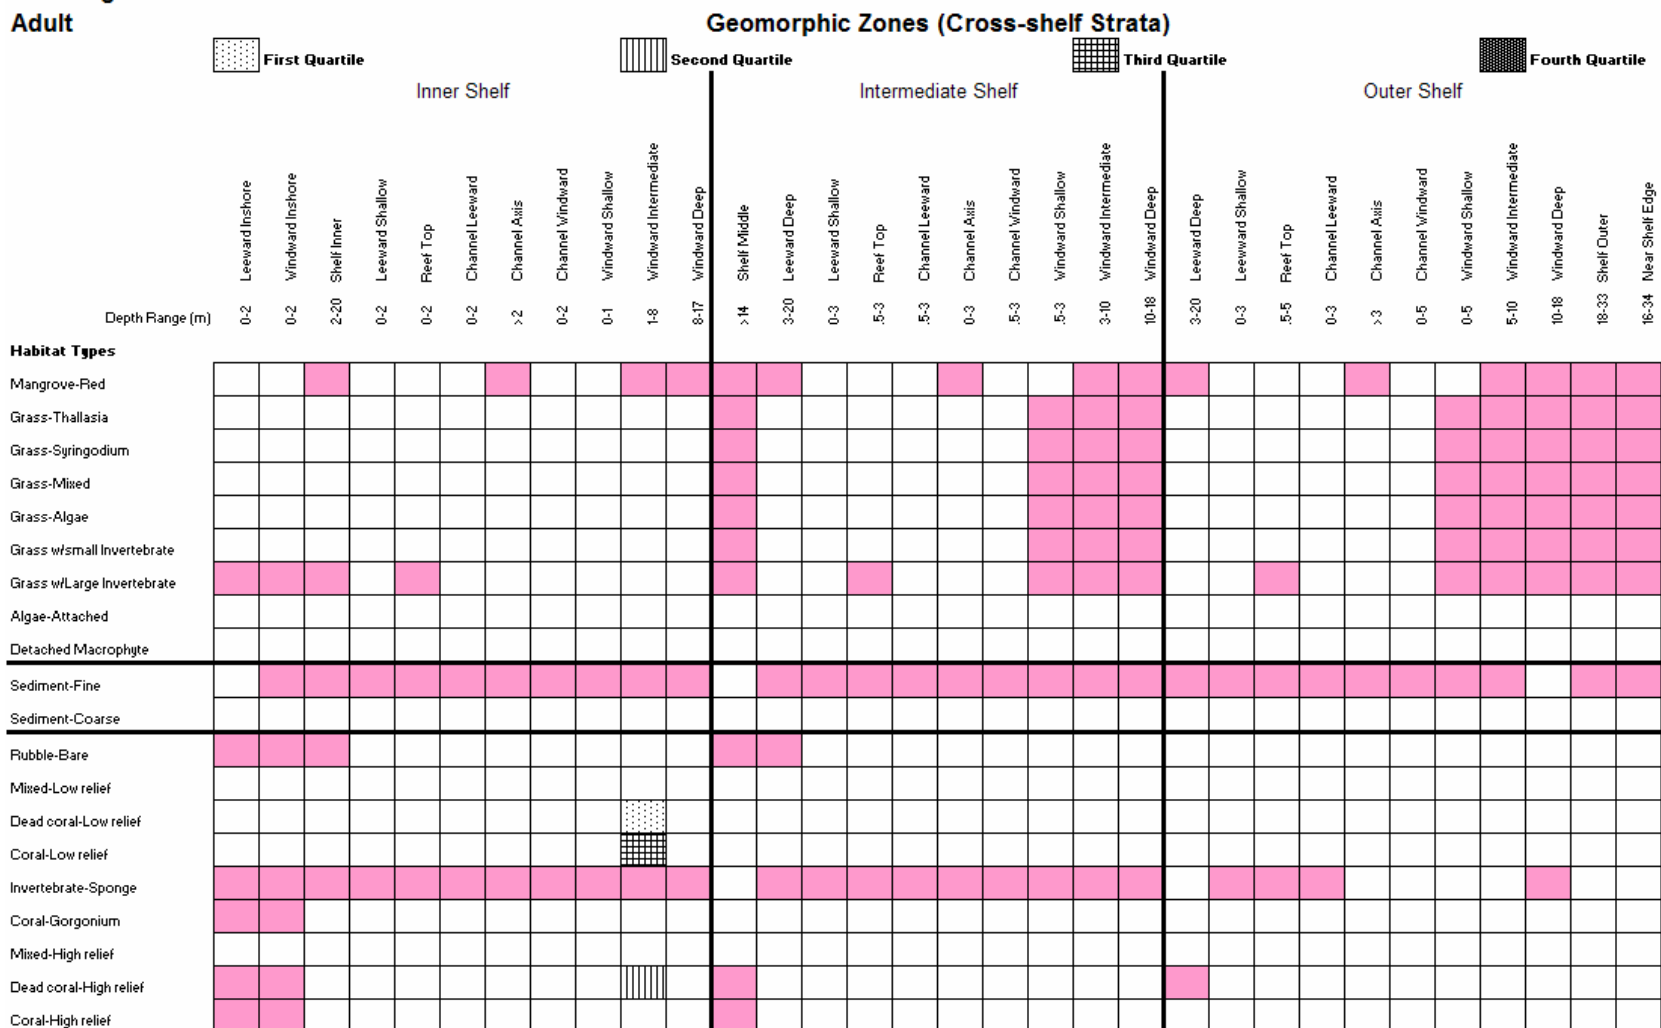 Adult
Geomorphic Zones (Cross-shelf Strata)
First Quartile
Second Quartile
Third Quartile
Fourth Quartile
Inner Shelf
Intermediate Shelf
Outer Shelf
Leeward Inshore
Windward Inshore
Shelf Inner
Leeward Shallow
Reef Top
Channel Leeward
Channel Axis
Channel Windward
Windward Shallow
Windward Intermediate
Windward Deep
Shelf Middle
Leeward Deep
Leeward Shallow
Reef Top
Channel Leeward
Channel Axis
Channel Windward
Windward Shallow
Windward Intermediate
Windward Deep
Leeward Deep
Leeward Shallow
Reef Top
Channel Leeward
Channel Axis
Channel Windward
Windward Shallow
Windward Intermediate
Windward Deep
Shelf Outer
Near Shelf Edge
Depth Range (m)
0-2
0-2
2-20
0-2
0-2
0-2
>2
0-2
0-1
1-8
8-17
>14
3-20
0-3
.5-3
.5-3
0-3
.5-3
.5-3
3-10
10-18
3-20
0-3
.5-5
0-3
>3
0-5
0-5
5-10
10-18
18-33
16-34
Habitat Types
Mangrove-Red
Grass-Thallasia
Grass-Syringodium
Grass-Mixed
Grass-Algae
Grass w/small Invertebrate
Grass w/Large Invertebrate
Algae-Attached
Detached Macrophyte
Sediment-Fine
Sediment-Coarse
Rubble-Bare
Mixed-Low relief
Dead coral-Low relief
Coral-Low relief
Invertebrate-Sponge
Coral-Gorgonium
Mixed-High relief
Dead coral-High relief
Coral-High relief